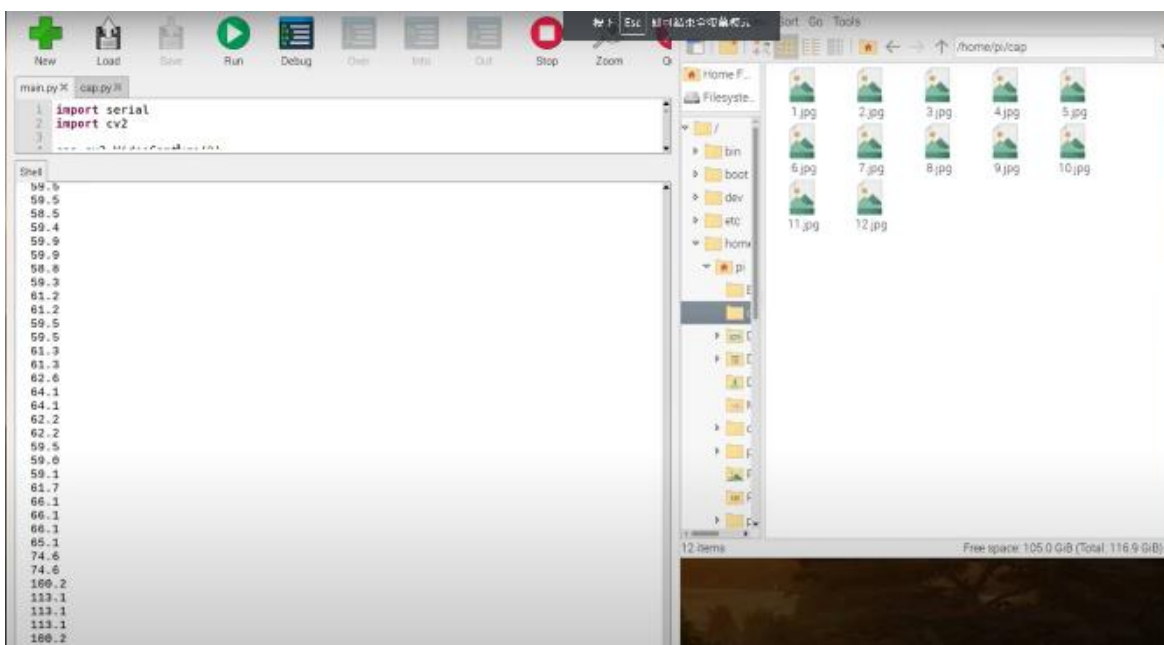 New Load Save Run Debug Over Into Out Stop Zoom
Esc
Sort Go Tools
/home/pi/cap
main.py cap.py
1 import serial
2 import cv2
3
Shell
59.5
59.5
58.5
59.4
59.9
59.9
58.8
59.3
61.2
61.2
59.5
59.5
61.3
61.3
62.6
64.1
64.1
62.2
62.2
59.5
59.0
59.1
61.7
66.1
66.1
66.1
65.1
74.6
74.6
100.2
113.1
113.1
113.1
100.2
Home F...
Filesyste...
/
bin
boot
dev
etc
home
pi
1.jpg 2.jpg 3.jpg 4.jpg 5.jpg
6.jpg 7.jpg 8.jpg 9.jpg 10.jpg
11.jpg 12.jpg
12 items
Free space: 105.0 GiB (Total: 116.9 GiB)